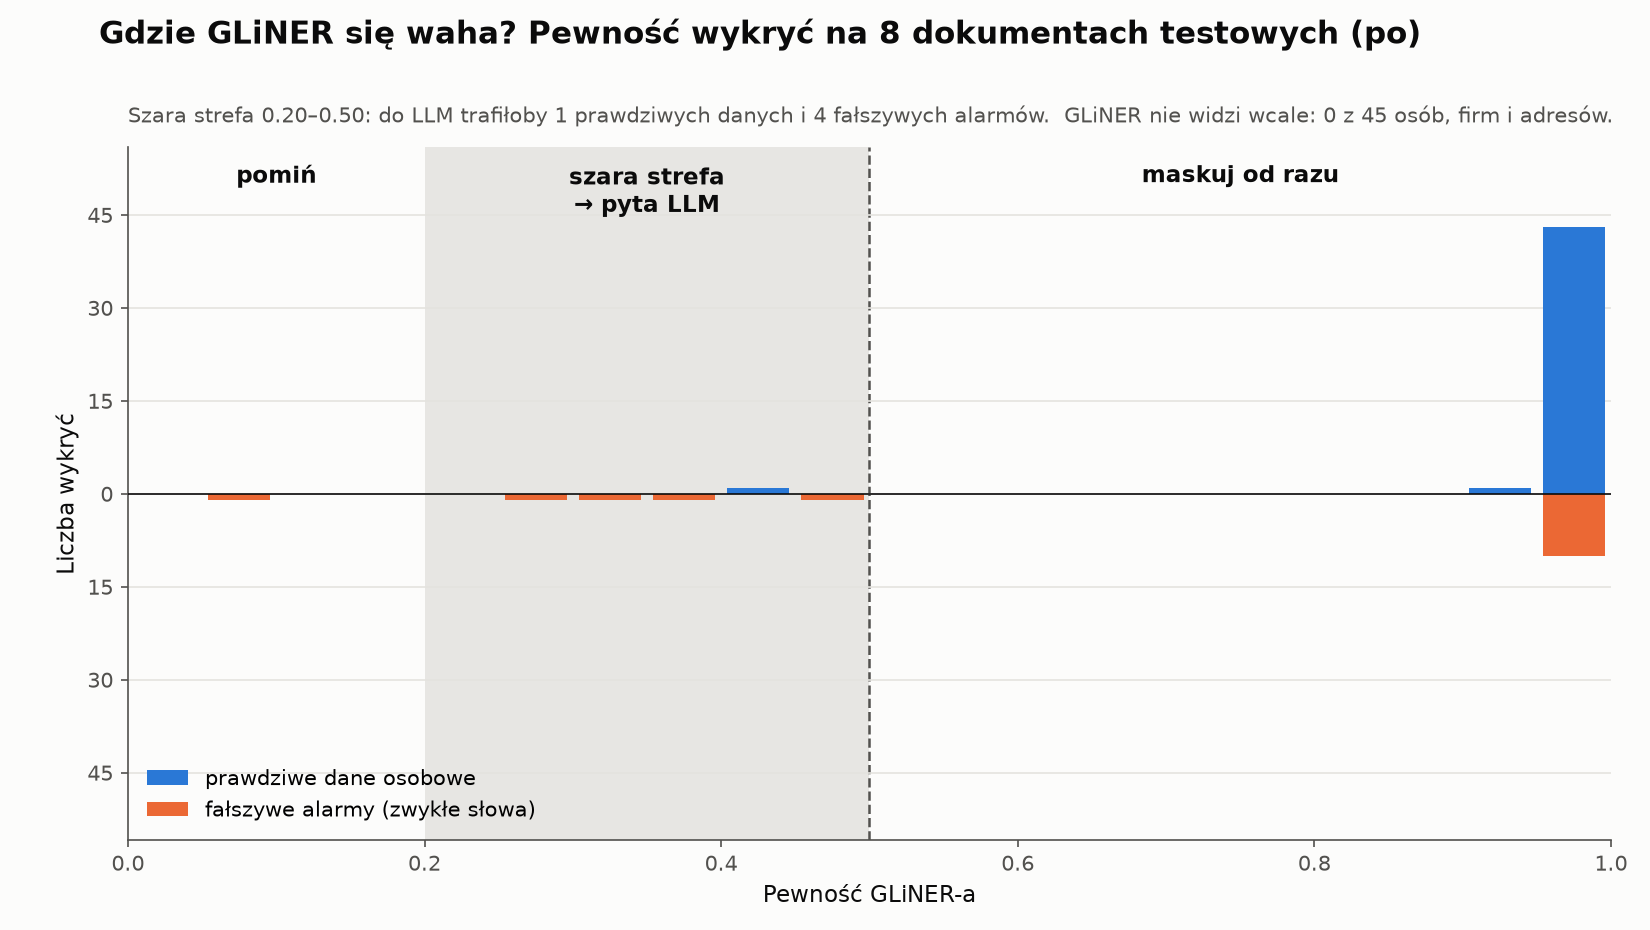 Gdzie GLiNER się waha? Pewność wykryć na 8 dokumentach testowych (po)
Szara strefa 0.20–0.50: do LLM trafiłoby 1 prawdziwych danych i 4 fałszywych alarmów.  GLiNER nie widzi wcale: 0 z 45 osób, firm i adresów.
pomiń
szara strefa
→ pyta LLM
maskuj od razu
45
30
15
0
15
30
45
Liczba wykryć
prawdziwe dane osobowe
fałszywe alarmy (zwykłe słowa)
0.0 0.2 0.4 0.6 0.8 1.0
Pewność GLiNER-a